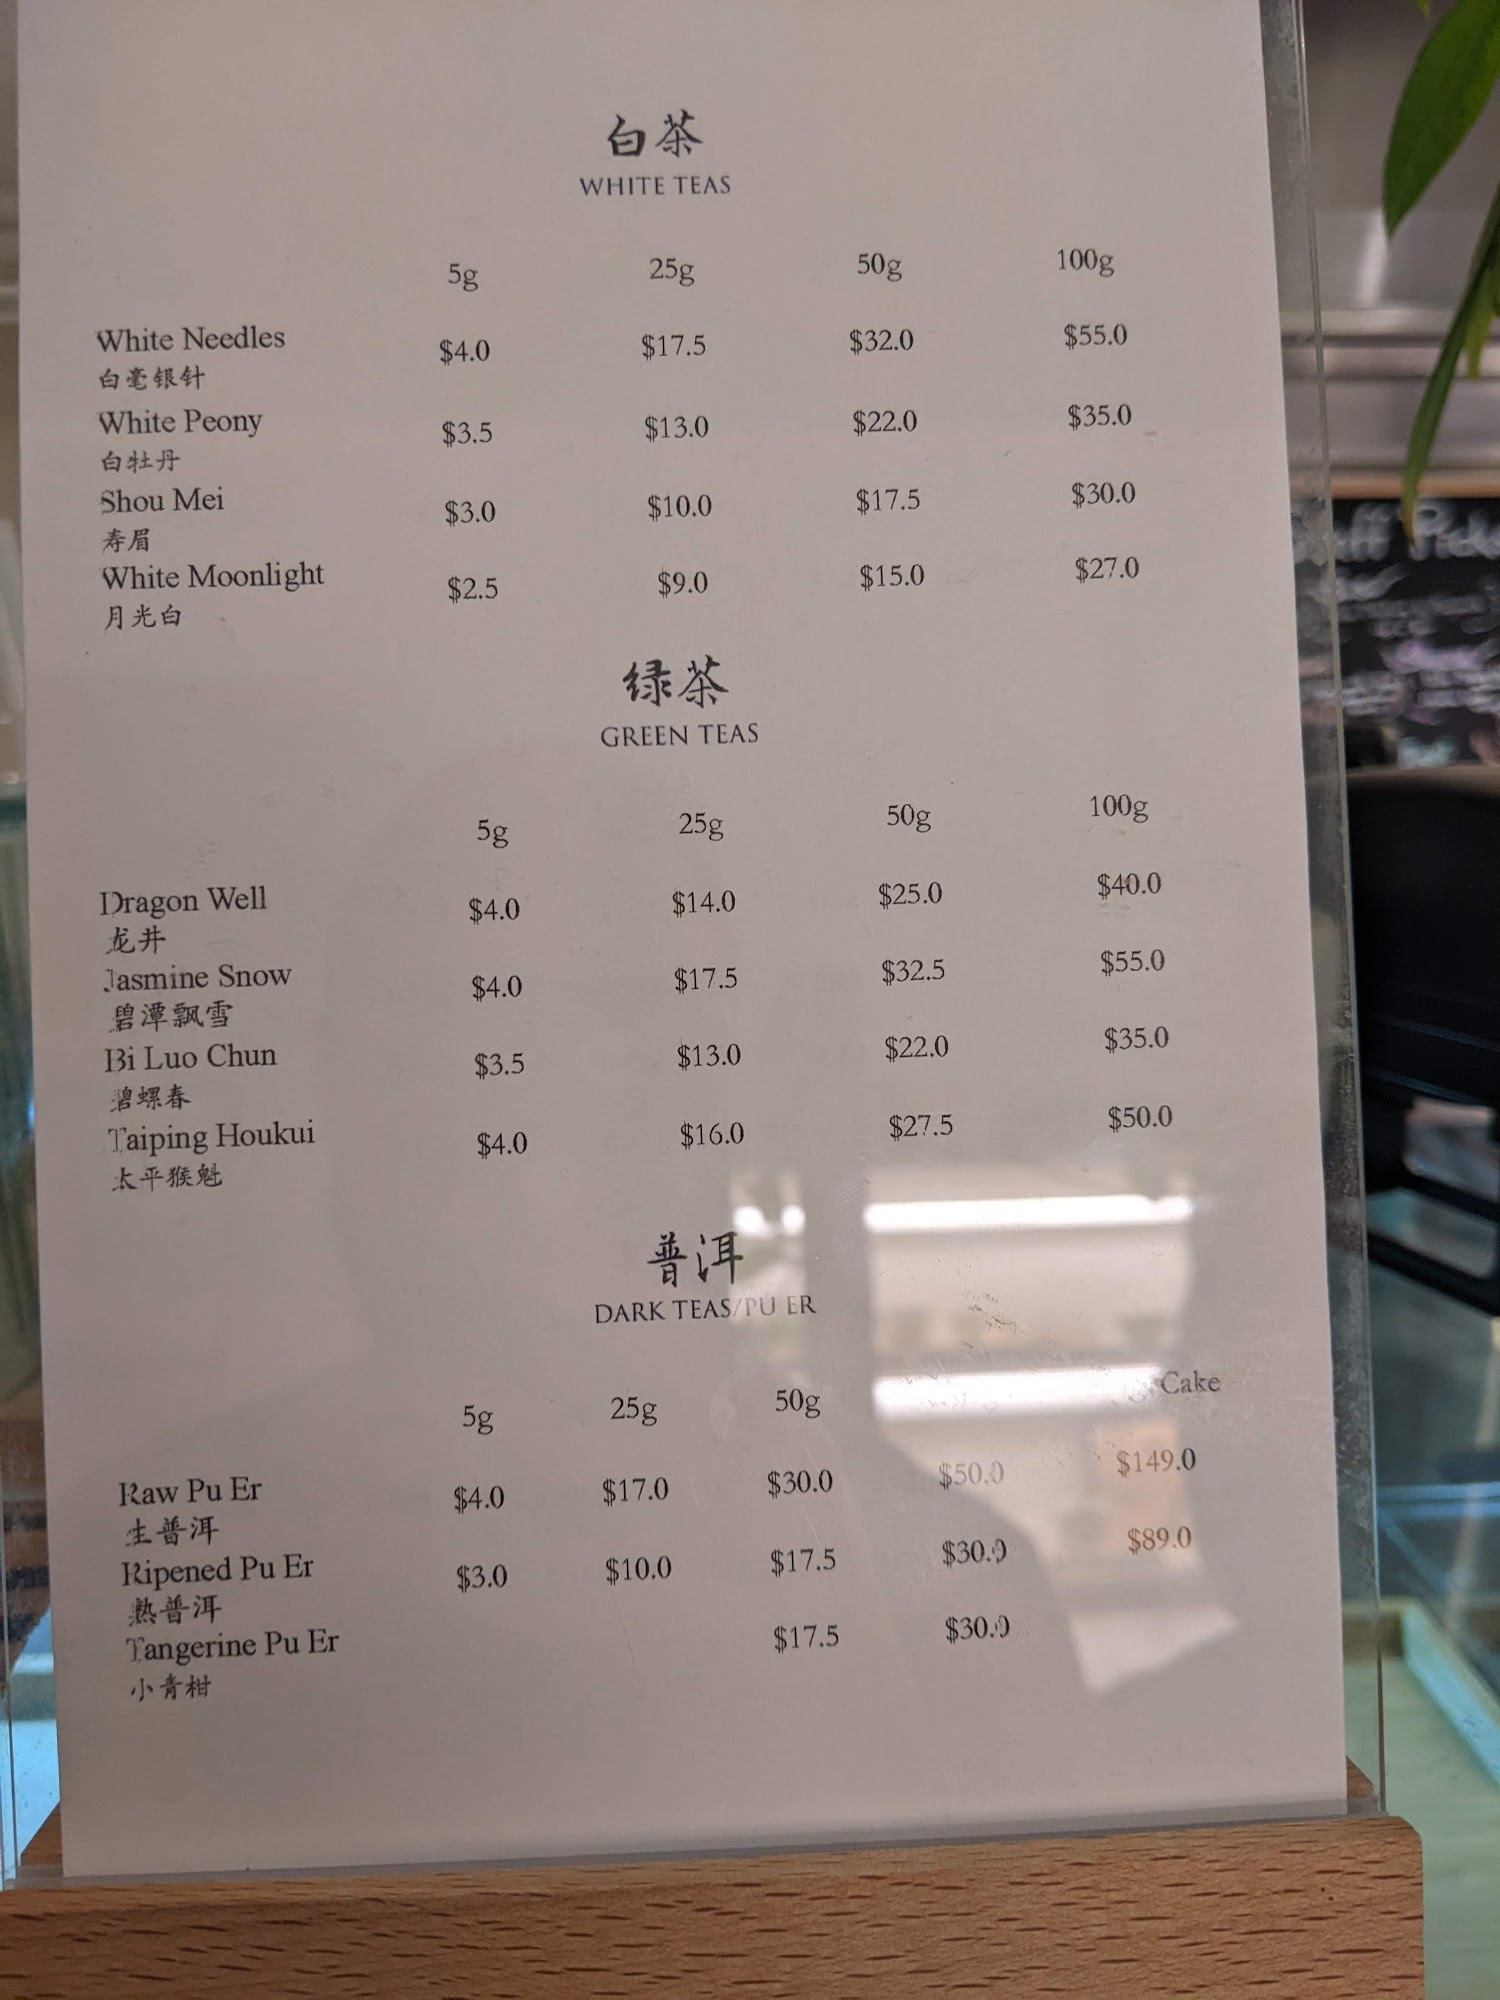 白茶
WHITE TEAS
5g 25g 50g 100g
White Needles $4.0 $17.5 $32.0 $55.0
白毫银针
White Peony $3.5 $13.0 $22.0 $35.0
白牡丹
Shou Mei $3.0 $10.0 $17.5 $30.0
寿眉
White Moonlight $2.5 $9.0 $15.0 $27.0
月光白
绿茶
GREEN TEAS
5g 25g 50g 100g
Dragon Well $4.0 $14.0 $25.0 $40.0
龙井
Jasmine Snow $4.0 $17.5 $32.5 $55.0
碧潭飘雪
Bi Luo Chun $3.5 $13.0 $22.0 $35.0
碧螺春
Taiping Houkui $4.0 $16.0 $27.5 $50.0
太平猴魁
普洱
DARK TEAS/PU ER
5g 25g 50g Cake
Raw Pu Er $4.0 $17.0 $30.0 $50.0 $149.0
生普洱
Ripened Pu Er $3.0 $10.0 $17.5 $30.0 $89.0
熟普洱
Tangerine Pu Er $17.5 $30.0
小青柑